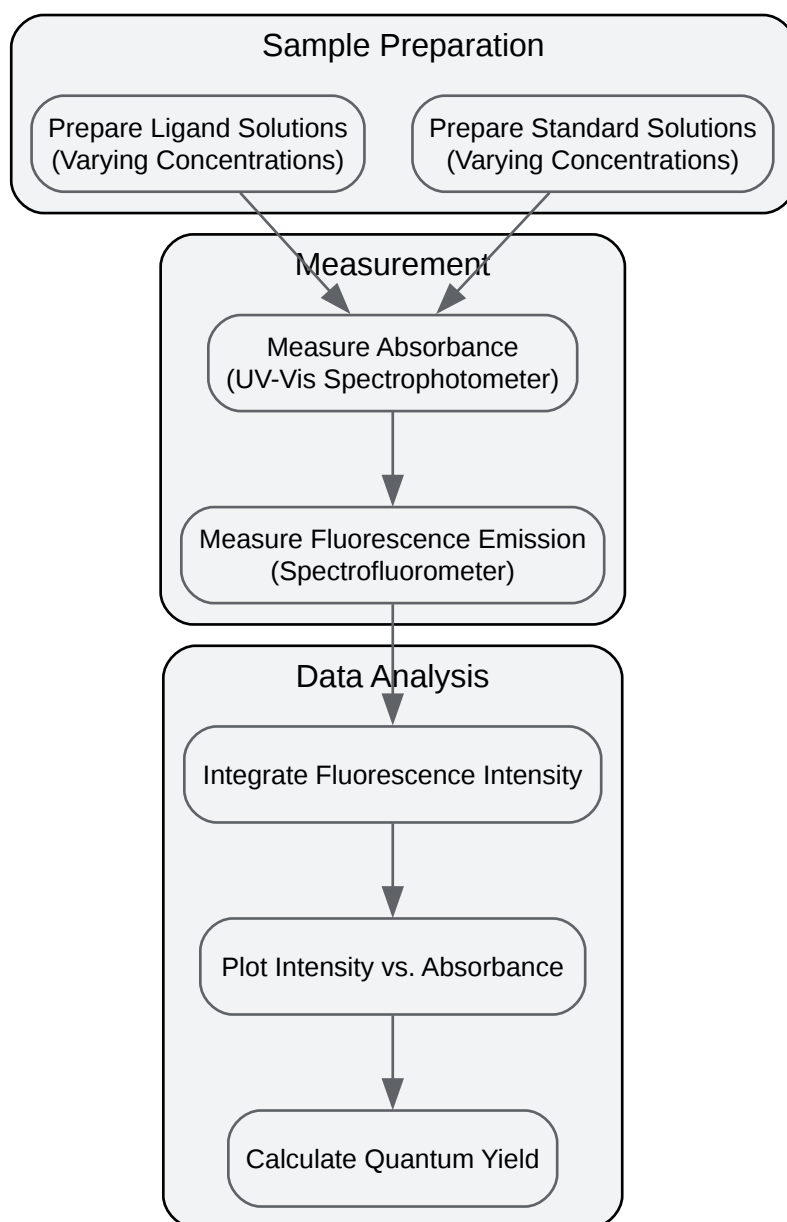 Sample Preparation
Prepare Ligand Solutions
(Varying Concentrations)
Prepare Standard Solutions
(Varying Concentrations)
Measurement
Measure Absorbance
(UV-Vis Spectrophotometer)
Measure Fluorescence Emission
(Spectrofluorometer)
Data Analysis
Integrate Fluorescence Intensity
Plot Intensity vs. Absorbance
Calculate Quantum Yield